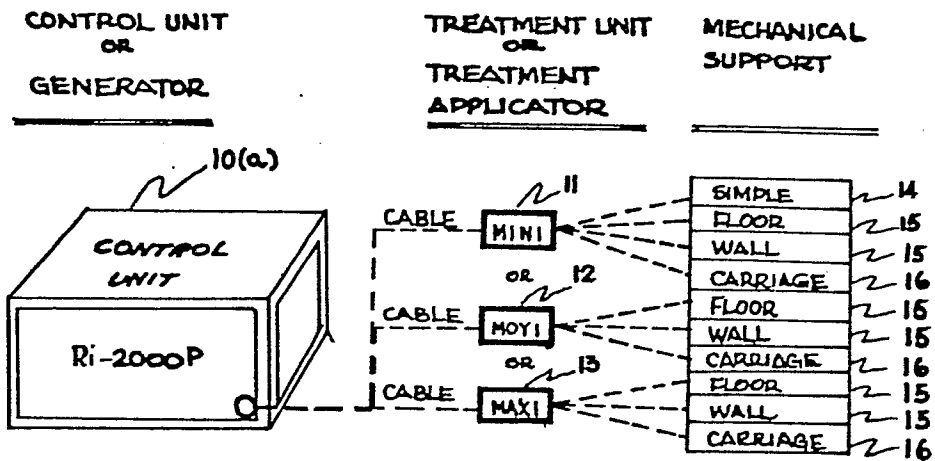 CONTROL UNIT
OR
GENERATOR
TREATMENT UNIT
OR
TREATMENT
APPLICATOR
MECHANICAL
SUPPORT
10(a)
CONTROL
UNIT
Ri-2000P
CABLE
11
MINI
OR
12
CABLE
MOYI
OR
13
CABLE
MAXI
SIMPLE 14
FLOOR 15
WALL 15
CARRIAGE 16
FLOOR 15
WALL 15
CARRIAGE 16
FLOOR 15
WALL 15
CARRIAGE 16